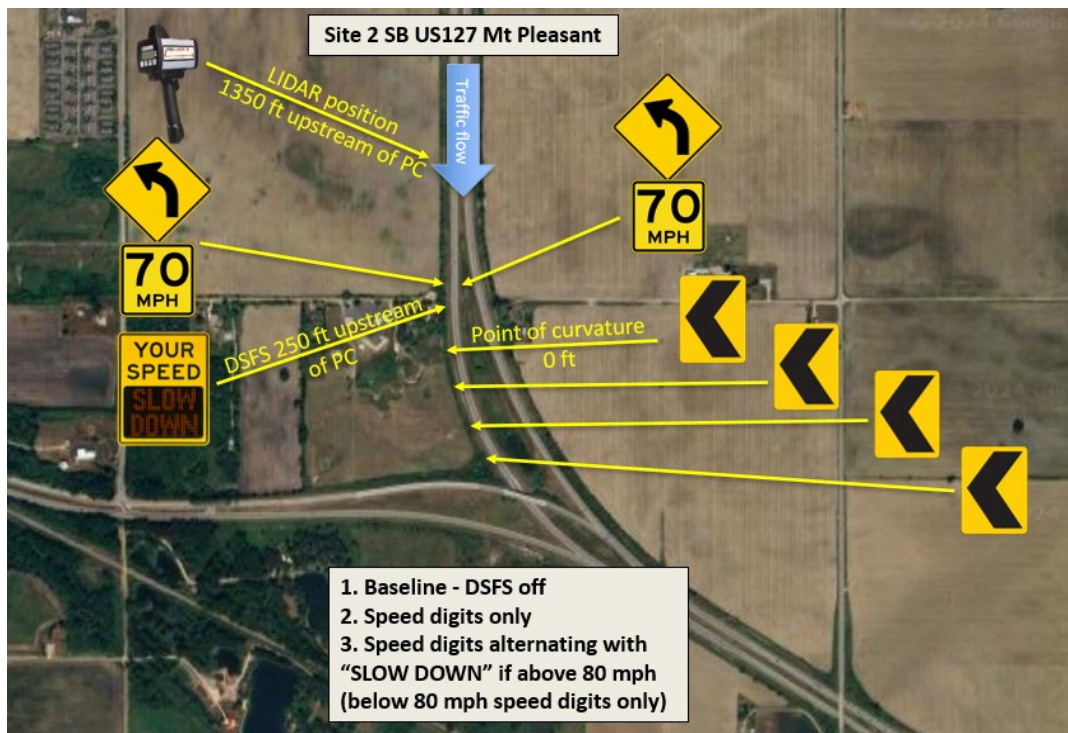 Site 2 SB US127 Mt Pleasant
LIDAR position
1350 ft upstream of PC
Traffic flow
70
MPH
70
MPH
YOUR
SPEED
SLOW
DOWN
DSFS 250 ft upstream
of PC
Point of curvature
0 ft
1. Baseline - DSFS off
2. Speed digits only
3. Speed digits alternating with
“SLOW DOWN” if above 80 mph
(below 80 mph speed digits only)